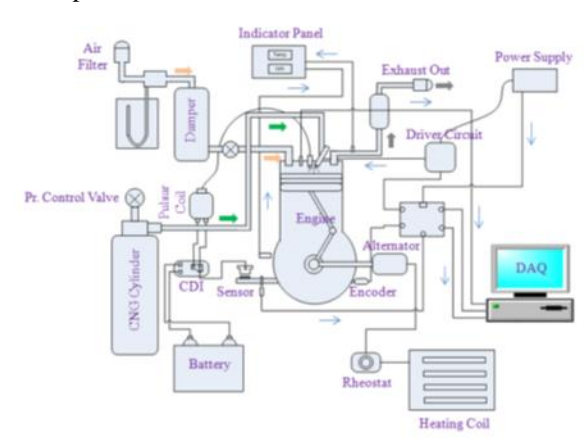 Indicator Panel
Air
Filter
Exhaust Out
Power Supply
Damper
Driver Circuit
Pr. Control Valve
Pulsar
Coil
Engine
Alternator
CNG Cylinder
DAQ
CDI
Sensor
Encoder
Battery
Rheostat
Heating Coil